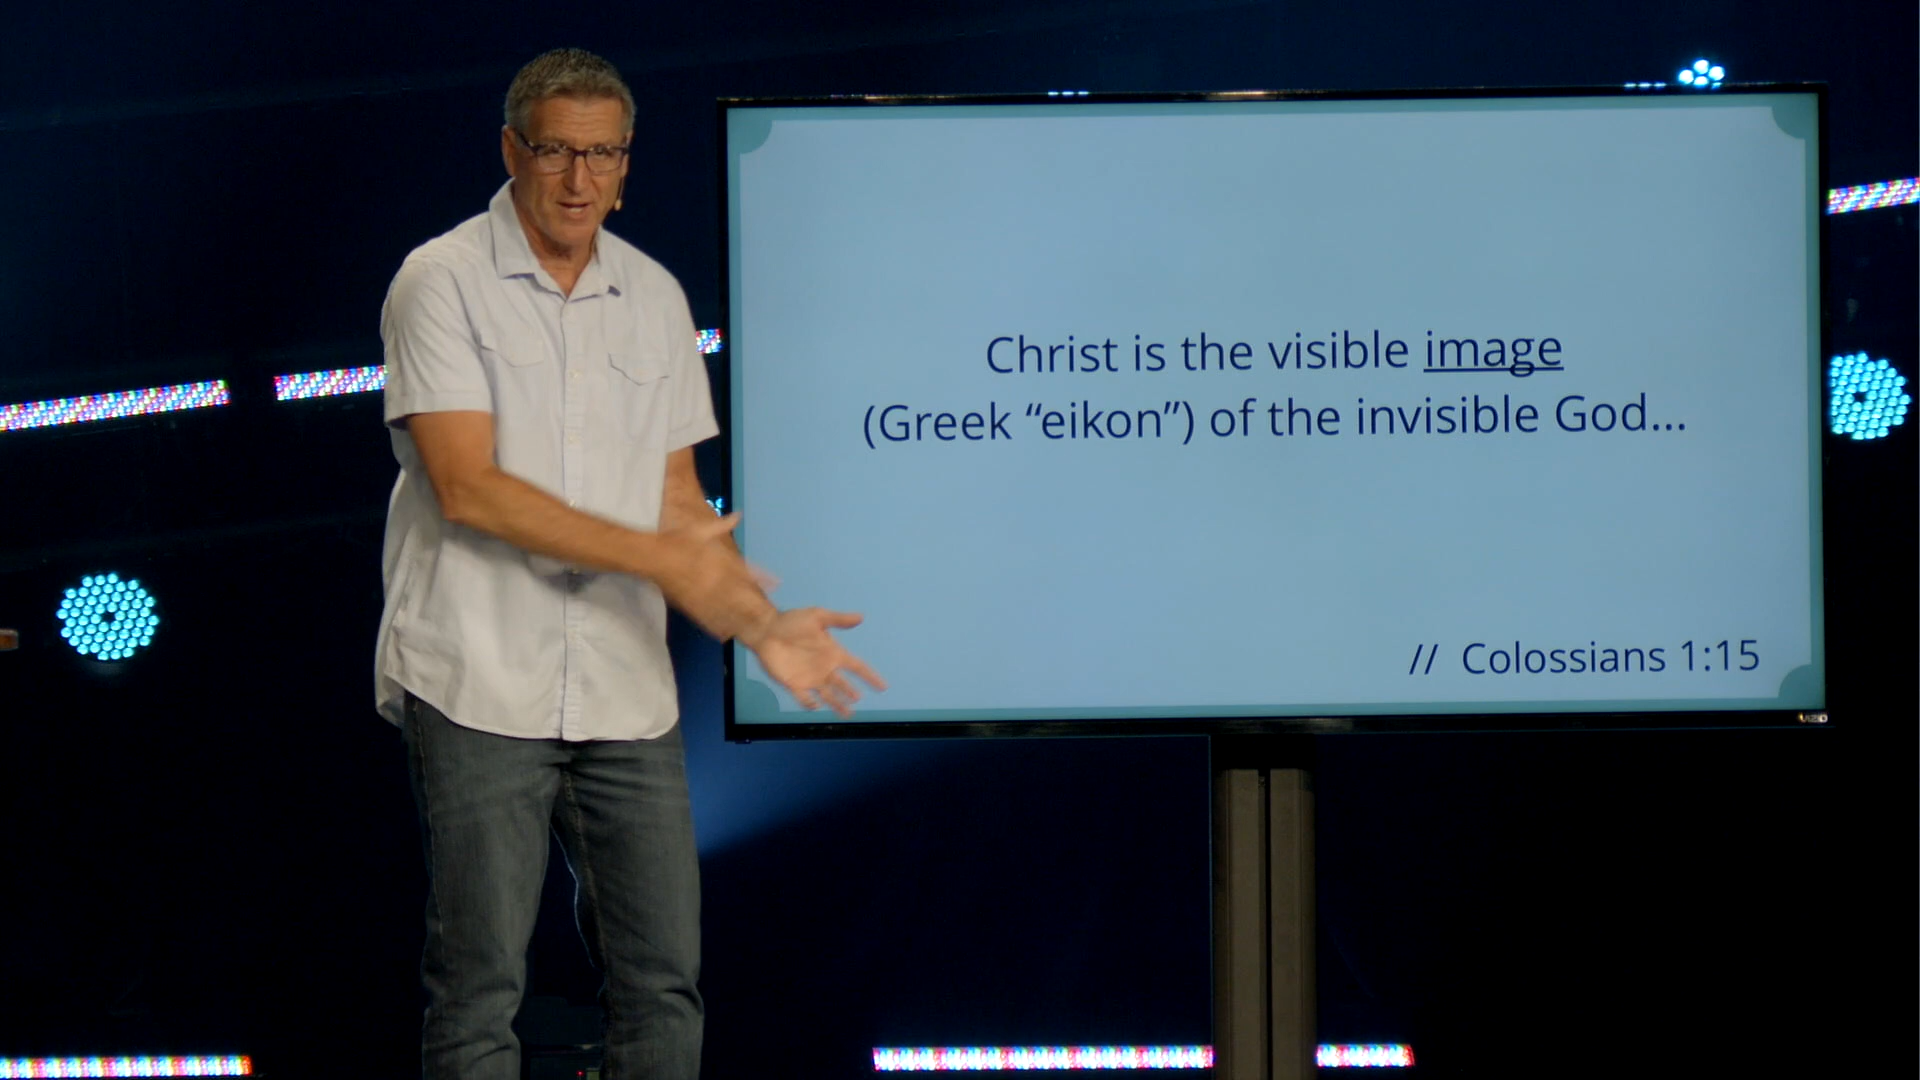 Christ is the visible image
(Greek “eikon”) of the invisible God...
// Colossians 1:15